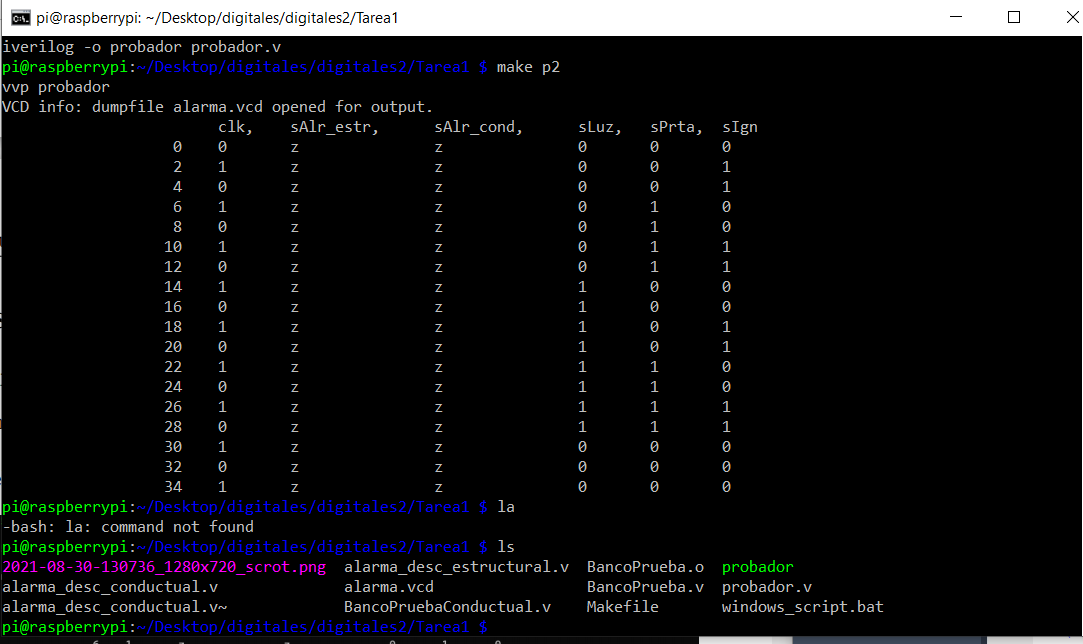 pi@raspberrypi: ~/Desktop/digitales/digitales2/Tarea1
iverilog -o probador probador.v
pi@raspberrypi:~/Desktop/digitales/digitales2/Tarea1 $ make p2
vvp probador
VCD info: dumpfile alarma.vcd opened for output.
clk, sAlr_estr, sAlr_cond, sLuz, sPrta, sIgn
0 0 z z 0 0 0
2 1 z z 0 0 1
4 0 z z 0 0 1
6 1 z z 0 1 0
8 0 z z 0 1 0
10 1 z z 0 1 1
12 0 z z 0 1 1
14 1 z z 1 0 0
16 0 z z 1 0 0
18 1 z z 1 0 1
20 0 z z 1 0 1
22 1 z z 1 1 0
24 0 z z 1 1 0
26 1 z z 1 1 1
28 0 z z 1 1 1
30 1 z z 0 0 0
32 0 z z 0 0 0
34 1 z z 0 0 0
pi@raspberrypi:~/Desktop/digitales/digitales2/Tarea1 $ la
-bash: la: command not found
pi@raspberrypi:~/Desktop/digitales/digitales2/Tarea1 $ ls
2021-08-30-130736_1280x720_scrot.png alarma_desc_estructural.v BancoPrueba.o probador
alarma_desc_conductual.v alarma.vcd BancoPrueba.v probador.v
alarma_desc_conductual.v~ BancoPruebaConductual.v Makefile windows_script.bat
pi@raspberrypi:~/Desktop/digitales/digitales2/Tarea1 $